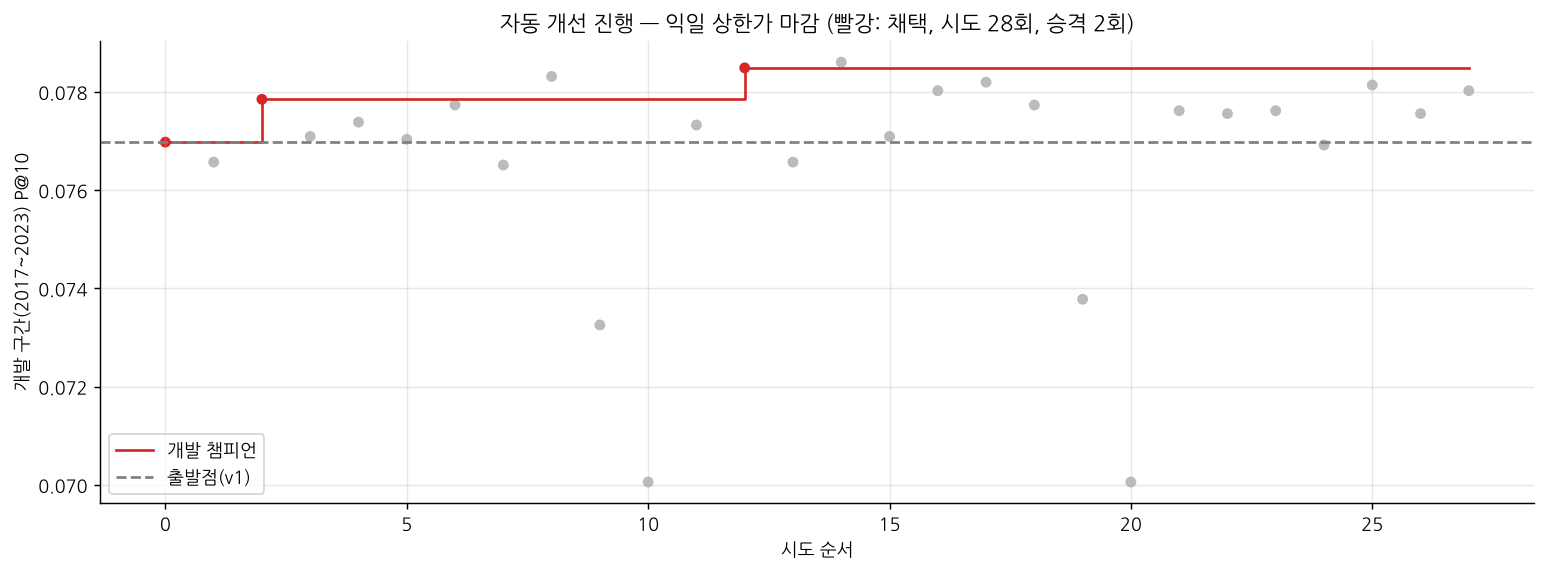 자동 개선 진행 — 익일 상한가 마감 (빨강: 채택, 시도 28회, 승격 2회)
개발 구간(2017~2023) P@10
0.078
0.076
0.074
0.072
0.070
개발 챔피언
출발점(v1)
0 5 10 15 20 25
시도 순서